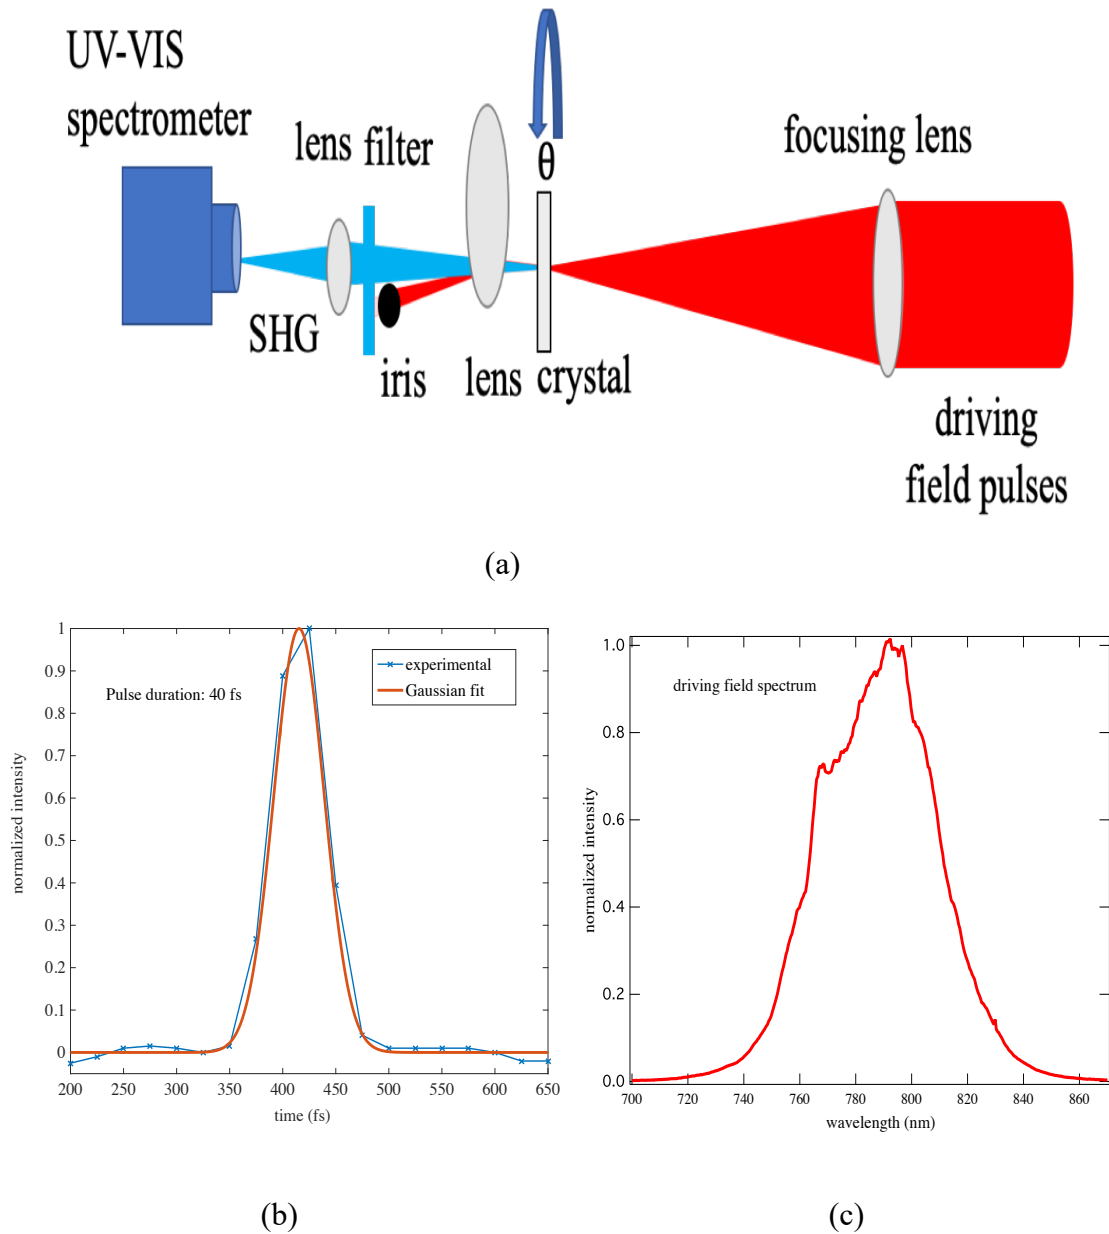 UV-VIS
spectrometer
lens filter
θ
focusing lens
SHG
iris
lens
crystal
driving
field pulses
(a)
1
0.9
0.8
0.7
0.6
0.5
0.4
0.3
0.2
0.1
0
normalized intensity
Pulse duration: 40 fs
experimental
Gaussian fit
200 250 300 350 400 450 500 550 600 650
time (fs)
(b)
1.0
0.8
0.6
0.4
0.2
0.0
normalized intensity
driving field spectrum
700 720 740 760 780 800 820 840 860
wavelength (nm)
(c)